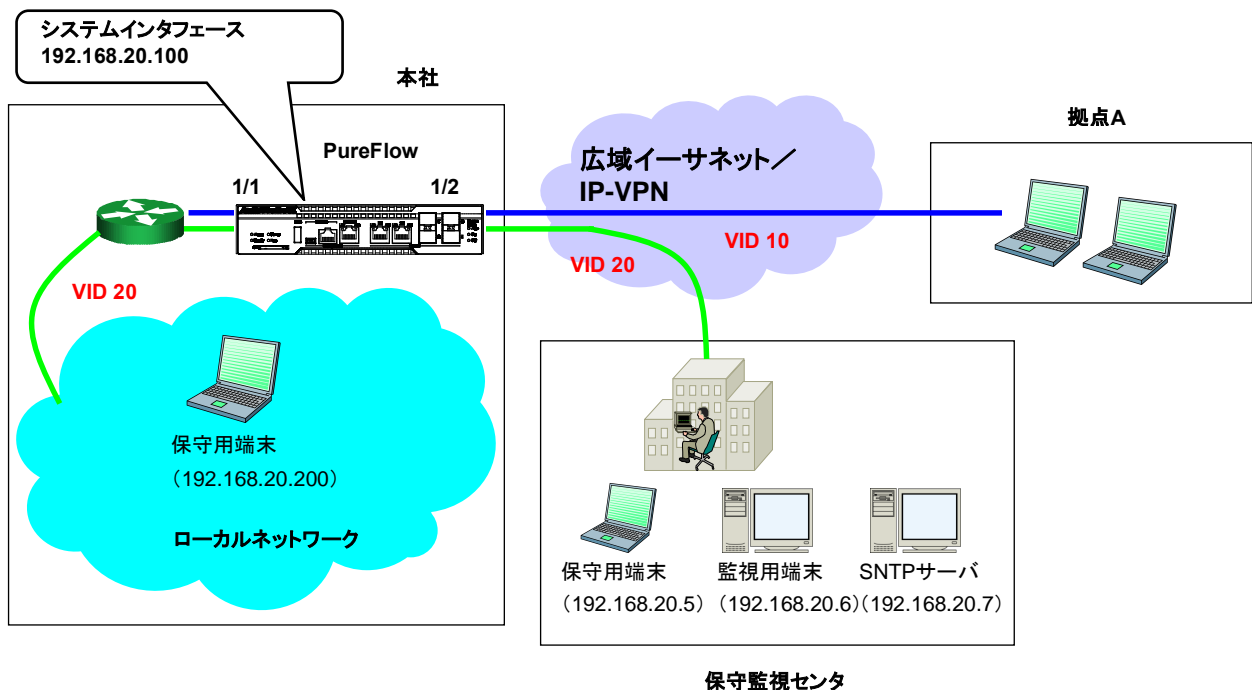 システムインタフェース
192.168.20.100
本社
PureFlow
1/1
1/2
広域イーサネット／
IP-VPN
拠点A
VID 10
VID 20
VID 20
保守用端末
（192.168.20.200）
ローカルネットワーク
保守用端末
（192.168.20.5）
監視用端末
（192.168.20.6）
SNTPサーバ
（192.168.20.7）
保守監視センタ